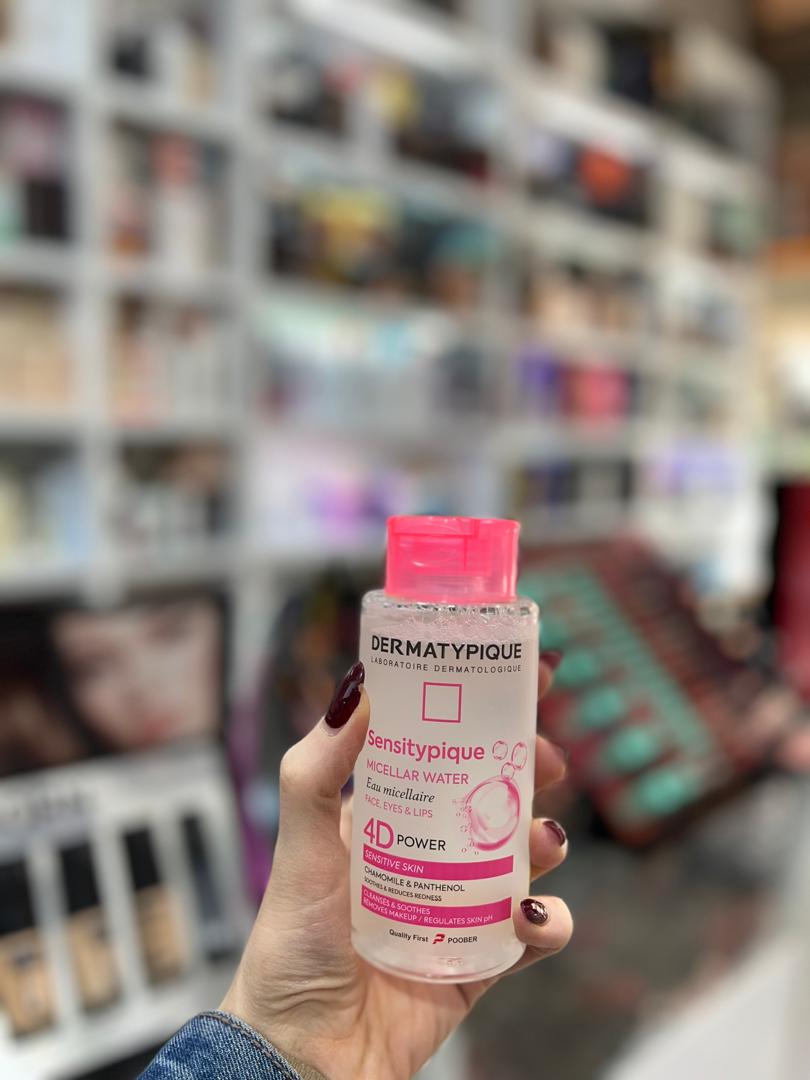 DERMATYPIQUE
LABORATOIRE DERMATOLOGIQUE
Sensitypique
MICELLAR WATER
Eau micellaire
FACE, EYES & LIPS
4D POWER
SENSITIVE SKIN
CHAMOMILE & PANTHENOL
SOOTHES & REDUCES REDNESS
CLEANSES & SOOTHES
REMOVES MAKEUP / REGULATES SKIN pH
Quality First POOBER